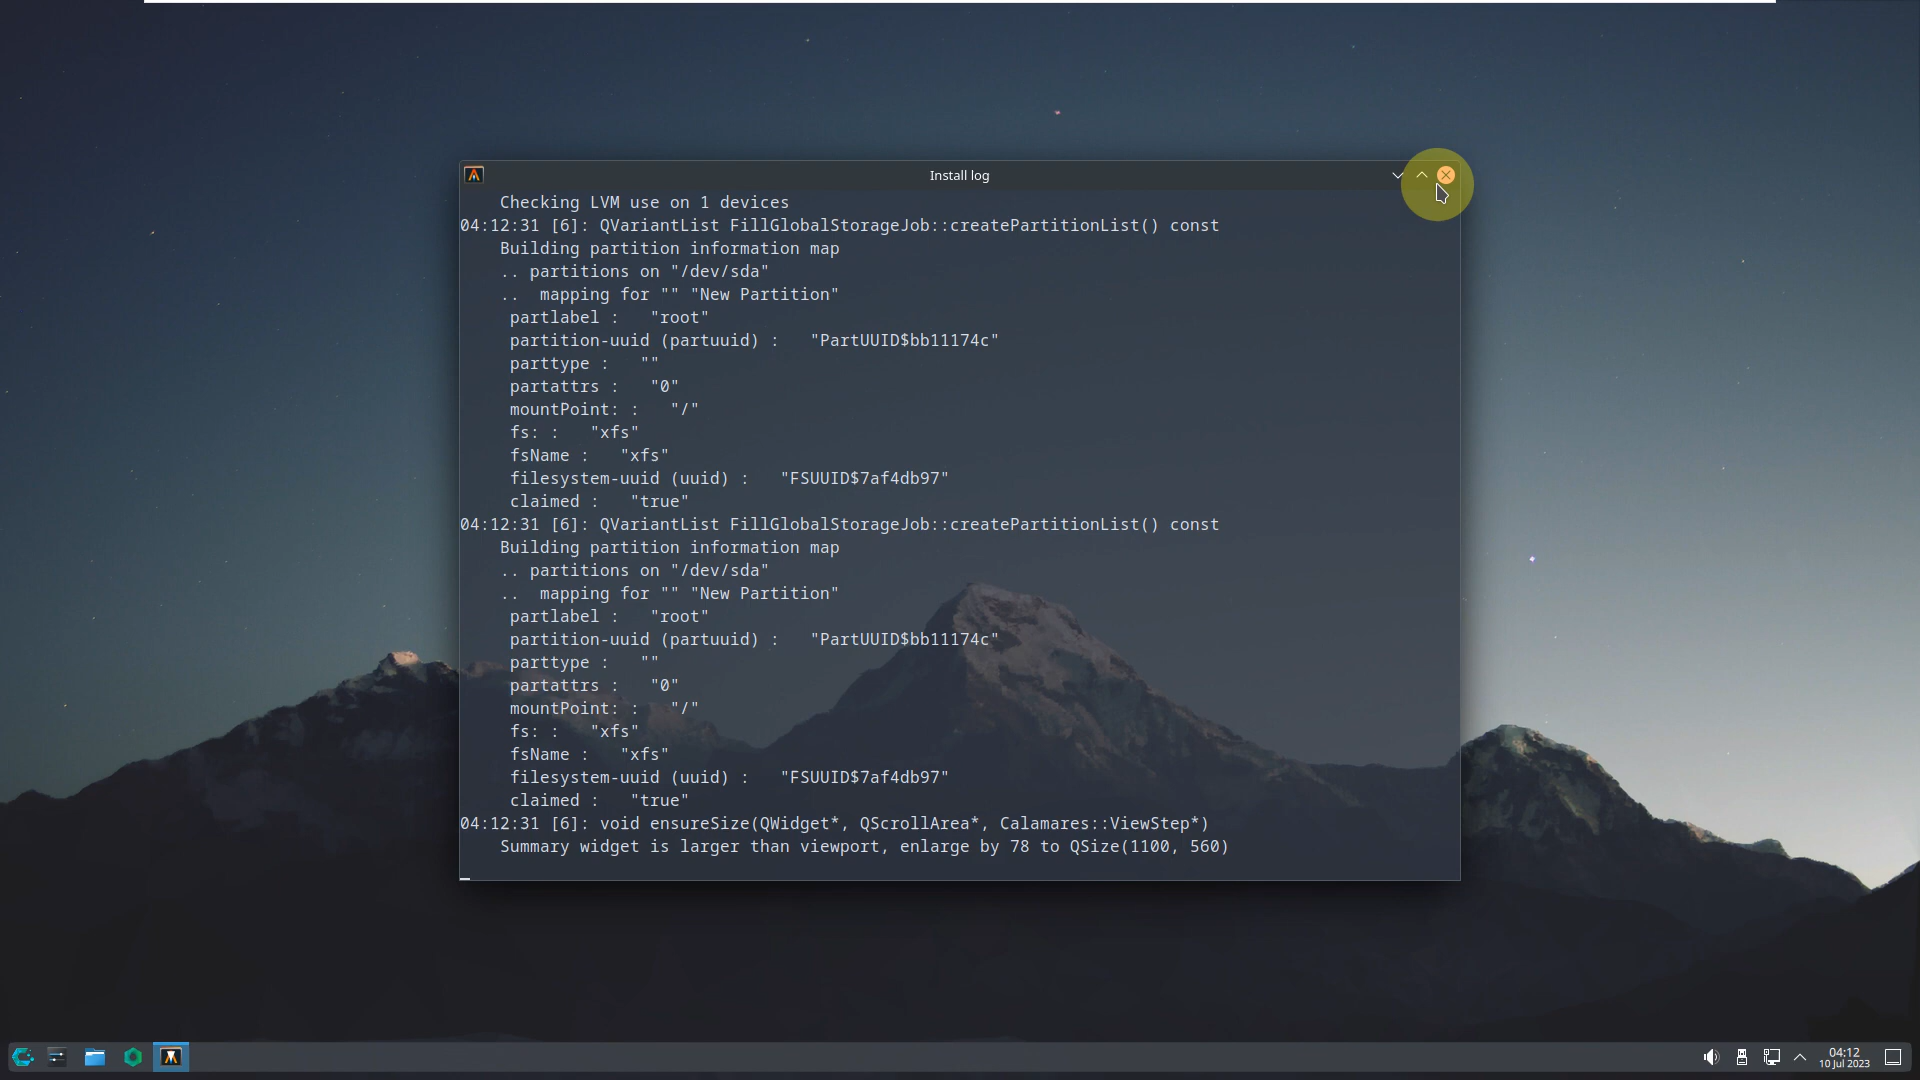 Install log
Checking LVM use on 1 devices
04:12:31 [6]: QVariantList FillGlobalStorageJob::createPartitionList() const
Building partition information map
.. partitions on "/dev/sda"
..  mapping for "" "New Partition"
partlabel :   "root"
partition-uuid (partuuid) :   "PartUUID$bb11174c"
parttype :   ""
partattrs :   "0"
mountPoint: :   "/"
fs: :   "xfs"
fsName :   "xfs"
filesystem-uuid (uuid) :   "FSUUID$7af4db97"
claimed :   "true"
04:12:31 [6]: QVariantList FillGlobalStorageJob::createPartitionList() const
Building partition information map
.. partitions on "/dev/sda"
..  mapping for "" "New Partition"
partlabel :   "root"
partition-uuid (partuuid) :   "PartUUID$bb11174c"
parttype :   ""
partattrs :   "0"
mountPoint: :   "/"
fs: :   "xfs"
fsName :   "xfs"
filesystem-uuid (uuid) :   "FSUUID$7af4db97"
claimed :   "true"
04:12:31 [6]: void ensureSize(QWidget*, QScrollArea*, Calamares::ViewStep*)
Summary widget is larger than viewport, enlarge by 78 to QSize(1100, 560)
04:12
10 Jul 2023